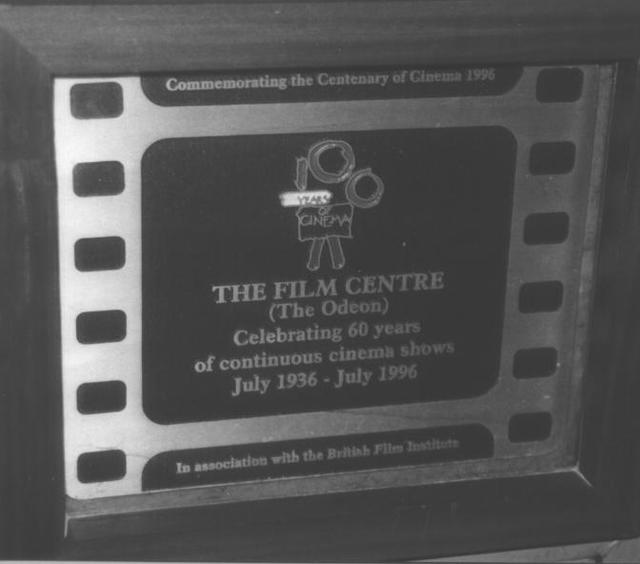 Commemorating the Centenary of Cinema 1996
YEARS
OF
CINEMA
THE FILM CENTRE
(The Odeon)
Celebrating 60 years
of continuous cinema shows
July 1936 - July 1996
In association with the British Film Institute